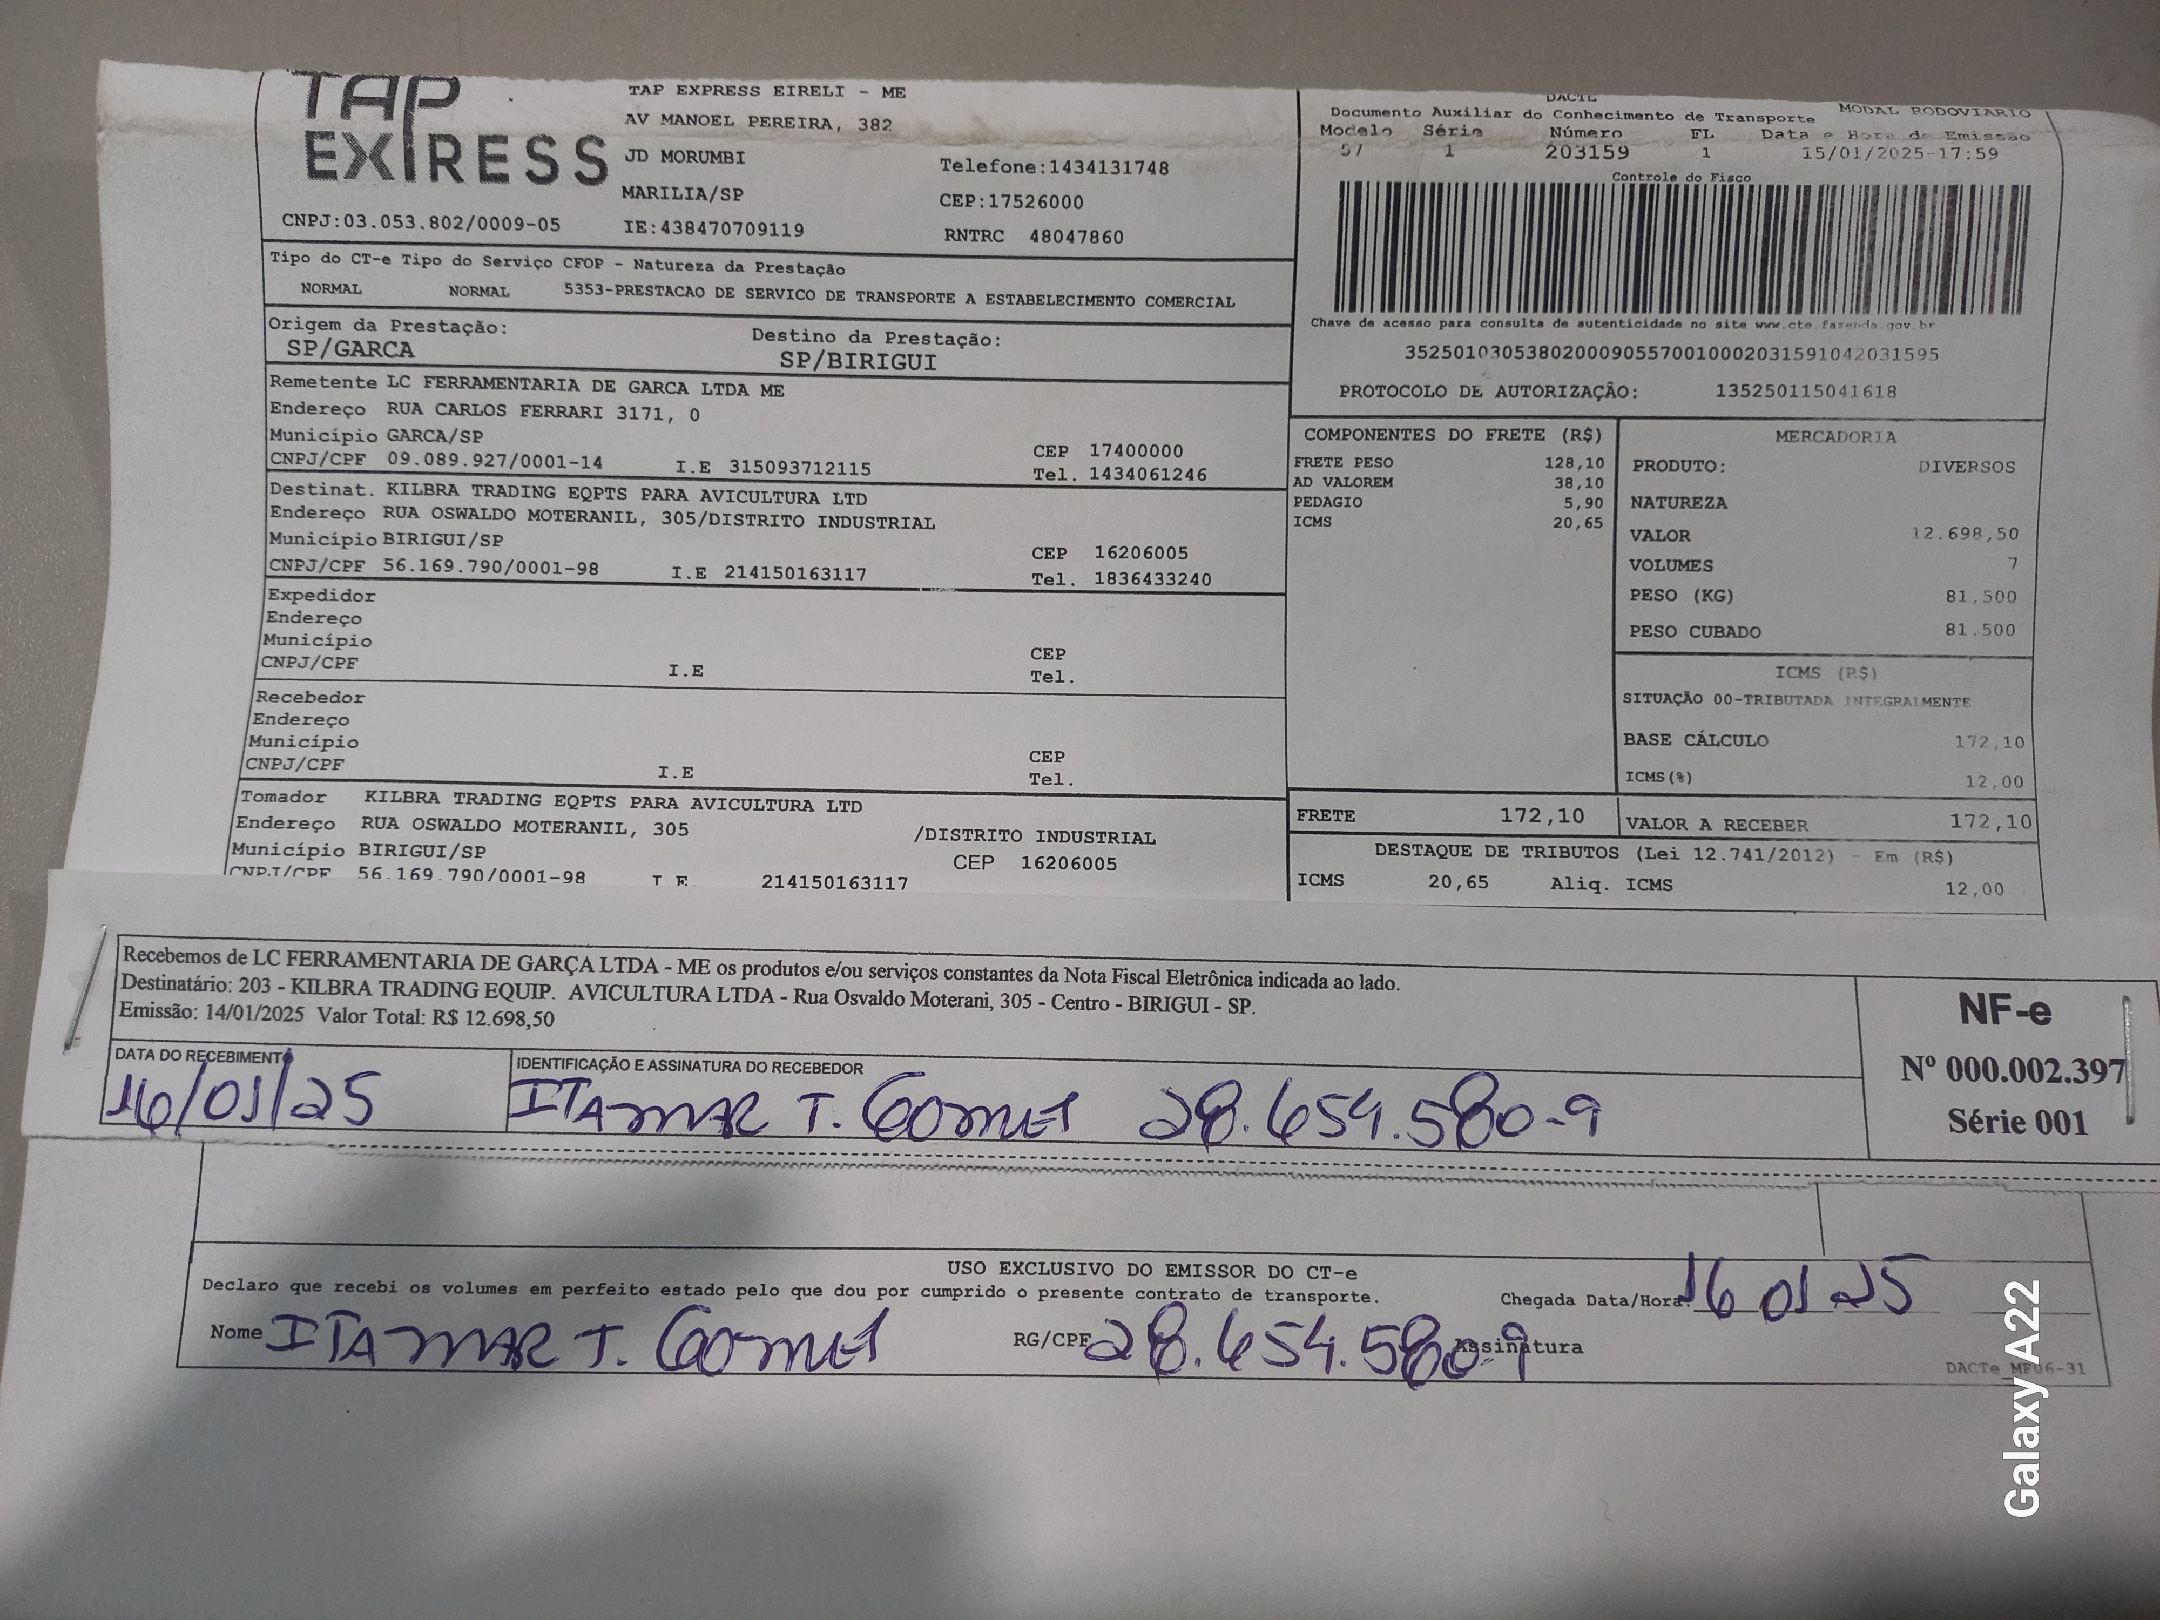 TAP EXPRESS
TAP EXPRESS EIRELI - ME
AV MANOEL PEREIRA, 382
JD MORUMBI
Telefone:1434131748
MARILIA/SP
CEP:17526000
CNPJ:03.053.802/0009-05
IE:438470709119
RNTRC 48047860
DACTE
MODAL RODOVIARIO
Documento Auxiliar do Conhecimento de Transporte
Modelo Série Número FL Data e Hora de Emissão
57 1 203159 1 15/01/2025-17:59
Controle do Fisco
Chave de acesso para consulta de autenticidade no site www.cte.fazenda.gov.br
35250103053802000905570010002031591042031595
PROTOCOLO DE AUTORIZAÇÂO: 135250115041618
Tipo do CT-e Tipo do Serviço CFOP - Natureza da Prestação
NORMAL NORMAL 5353-PRESTACAO DE SERVICO DE TRANSPORTE A ESTABELECIMENTO COMERCIAL
Origem da Prestação: Destino da Prestação:
SP/GARCA SP/BIRIGUI
Remetente LC FERRAMENTARIA DE GARCA LTDA ME
Endereço RUA CARLOS FERRARI 3171, 0
Município GARCA/SP CEP 17400000
CNPJ/CPF 09.089.927/0001-14 I.E 315093712115 Tel. 1434061246
Destinat. KILBRA TRADING EQPTS PARA AVICULTURA LTD
Endereço RUA OSWALDO MOTERANIL, 305/DISTRITO INDUSTRIAL
Município BIRIGUI/SP CEP 16206005
CNPJ/CPF 56.169.790/0001-98 I.E 214150163117 Tel. 1836433240
Expedidor
Endereço
Município CEP
CNPJ/CPF I.E Tel.
Recebedor
Endereço
Município CEP
CNPJ/CPF I.E Tel.
Tomador KILBRA TRADING EQPTS PARA AVICULTURA LTD
Endereço RUA OSWALDO MOTERANIL, 305 /DISTRITO INDUSTRIAL
Município BIRIGUI/SP CEP 16206005
CNPJ/CPF 56.169.790/0001-98 I.E 214150163117
COMPONENTES DO FRETE (R$)
FRETE PESO 128,10
AD VALOREM 38,10
PEDAGIO 5,90
ICMS 20,65
MERCADORIA
PRODUTO: DIVERSOS
NATUREZA
VALOR 12.698,50
VOLUMES 7
PESO (KG) 81,500
PESO CUBADO 81,500
ICMS (R$)
SITUAÇÃO 00-TRIBUTADA INTEGRALMENTE
BASE CÁLCULO 172,10
ICMS(%) 12,00
FRETE 172,10 VALOR A RECEBER 172,10
DESTAQUE DE TRIBUTOS (Lei 12.741/2012) - Em (R$)
ICMS 20,65 Aliq. ICMS 12,00
Recebemos de LC FERRAMENTARIA DE GARÇA LTDA - ME os produtos e/ou serviços constantes da Nota Fiscal Eletrônica indicada ao lado.
Destinatário: 203 - KILBRA TRADING EQUIP. AVICULTURA LTDA - Rua Osvaldo Moterani, 305 - Centro - BIRIGUI - SP.
Emissão: 14/01/2025 Valor Total: R$ 12.698,50
NF-e
Nº 000.002.397
Série 001
DATA DO RECEBIMENTO
16/01/25
IDENTIFICAÇÃO E ASSINATURA DO RECEBEDOR
ITAMAR T. GOMES 28.654.580-9
USO EXCLUSIVO DO EMISSOR DO CT-e
Declaro que recebi os volumes em perfeito estado pelo que dou por cumprido o presente contrato de transporte.
Chegada Data/Hora: 16 01 25
Nome ITAMAR T. GOMES RG/CPF 28.654.580-9 Assinatura
DACTe_MF06-31
Galaxy A22